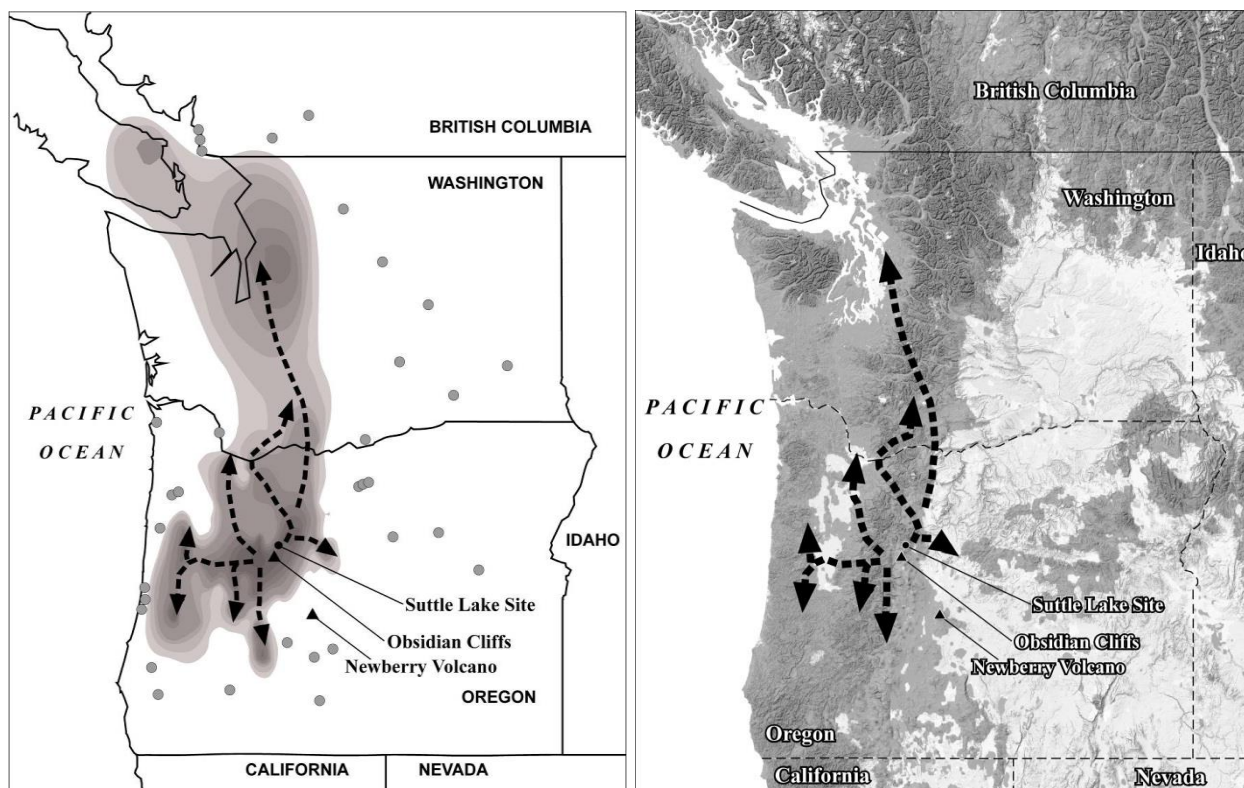 BRITISH COLUMBIA
WASHINGTON
PACIFIC
OCEAN
IDAHO
Suttle Lake Site
Obsidian Cliffs
Newberry Volcano
OREGON
CALIFORNIA
NEVADA
British Columbia
Washington
Idaho
PACIFIC
OCEAN
Suttle Lake Site
Obsidian Cliffs
Newberry Volcano
Oregon
California
Nevada